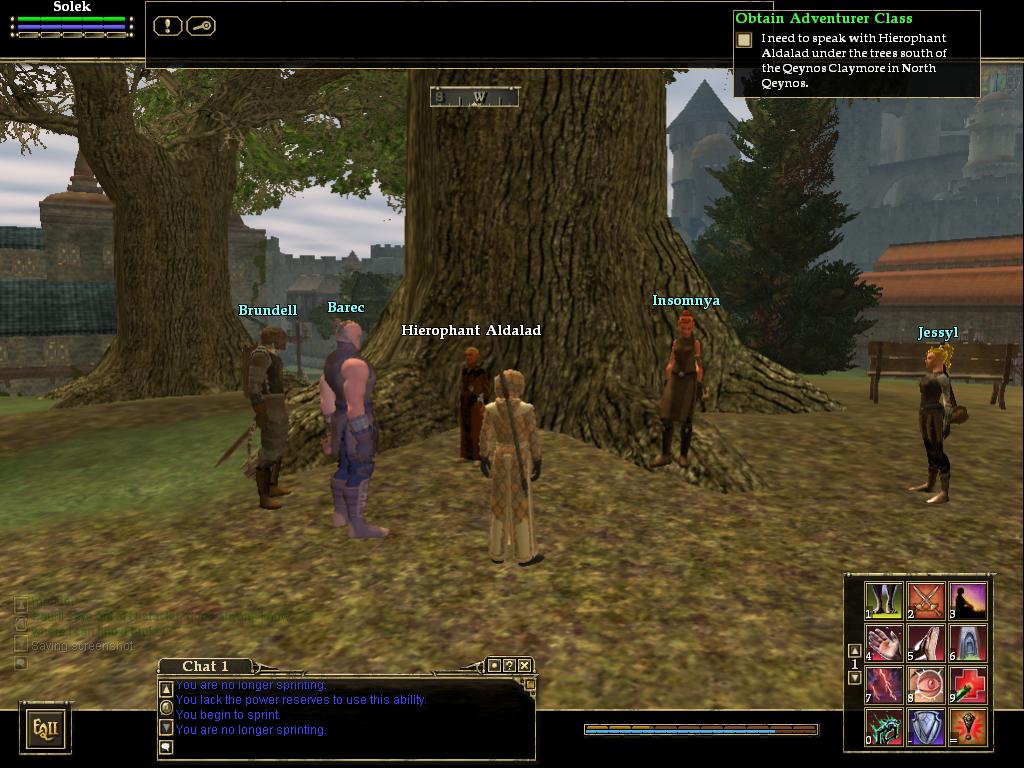 Solek
Obtain Adventurer Class
I need to speak with Hierophant
Aldalad under the trees south of
the Qeynos Claymore in North
Qeynos.
S W
Insomnya
Brundell
Barec
Hierophant Aldalad
Jessyl
Saving screenshot
Chat 1
You are no longer sprinting.
You lack the power reserves to use this ability.
You begin to sprint.
You are no longer sprinting.
EQII
1 2 3
4 5 6
1
7 8 9
0 - =